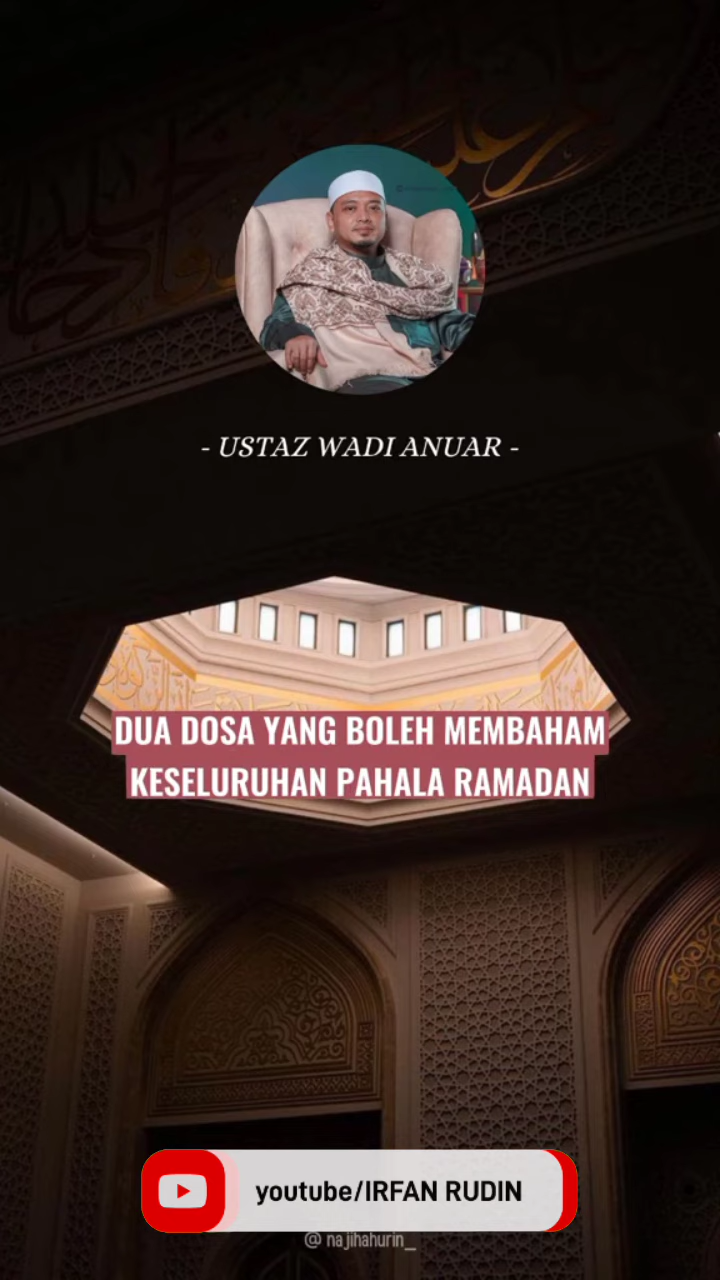 - USTAZ WADI ANUAR -
DUA DOSA YANG BOLEH MEMBAHAM
KESELURUHAN PAHALA RAMADAN
youtube/IRFAN RUDIN
@najihahurin_